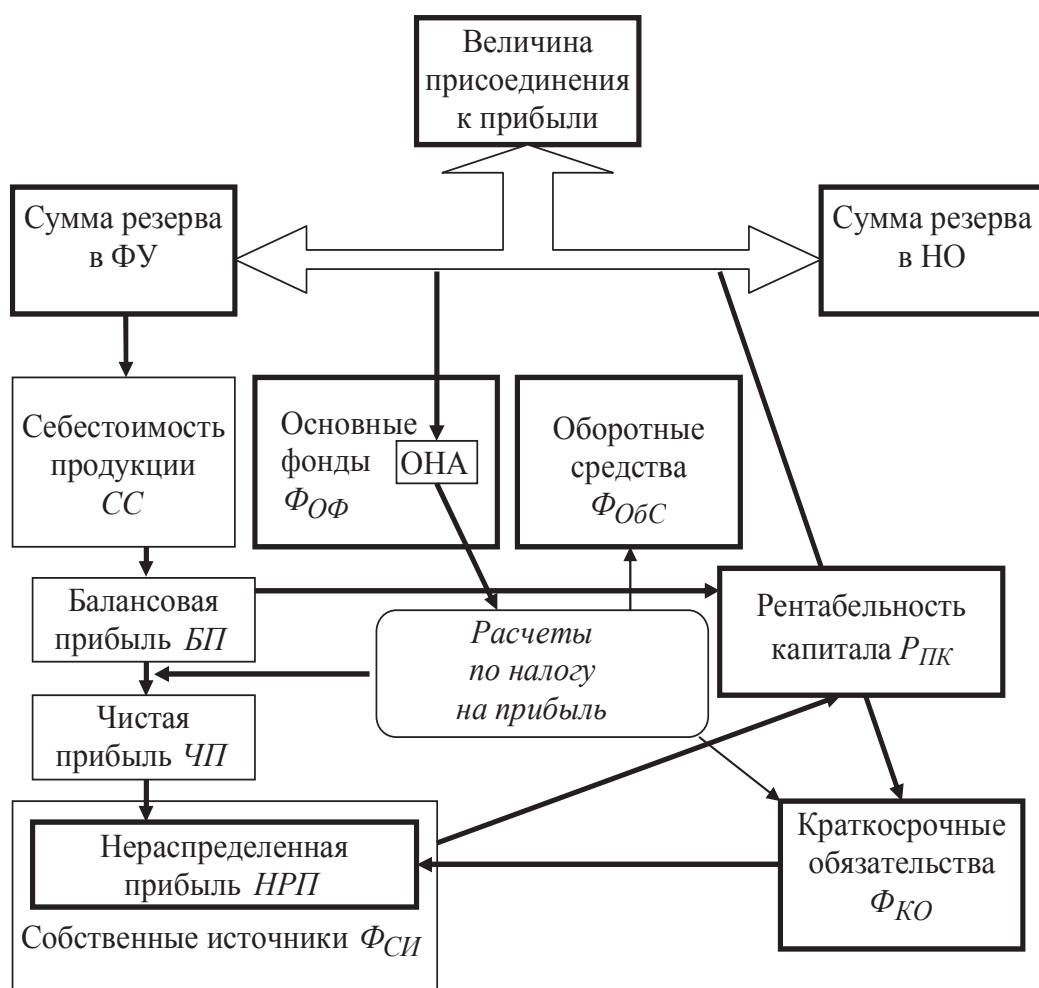 Величина
присоединения
к прибыли
Сумма резерва
в ФУ
Сумма резерва
в НО
Себестоимость
продукции
СС
Основные
фонды
ОНА
Ф_ОФ
Оборотные
средства
Ф_ОбС
Балансовая
прибыль БП
Расчеты
по налогу
на прибыль
Рентабельность
капитала Р_ПК
Чистая
прибыль ЧП
Нераспределенная
прибыль НРП
Собственные источники Ф_СИ
Краткосрочные
обязательства
Ф_КО